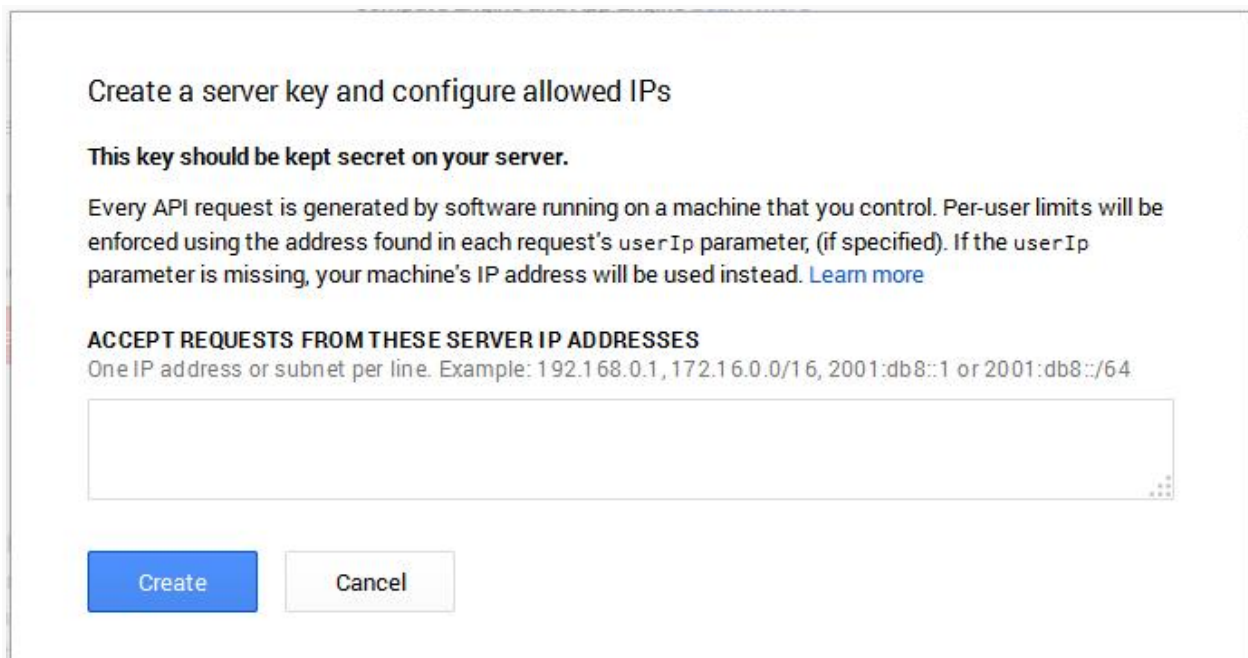 Create a server key and configure allowed IPs
This key should be kept secret on your server.
Every API request is generated by software running on a machine that you control. Per-user limits will be
enforced using the address found in each request's userIp parameter, (if specified). If the userIp
parameter is missing, your machine's IP address will be used instead. Learn more
ACCEPT REQUESTS FROM THESE SERVER IP ADDRESSES
One IP address or subnet per line. Example: 192.168.0.1, 172.16.0.0/16, 2001:db8::1 or 2001:db8::/64
Create
Cancel